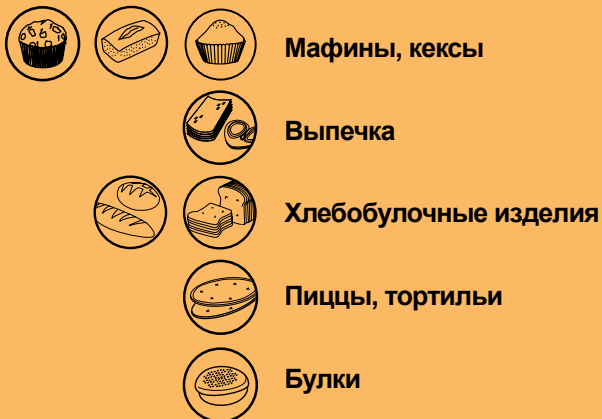 Мафины, кексы
Выпечка
Хлебобулочные изделия
Пиццы, тортильи
Булки